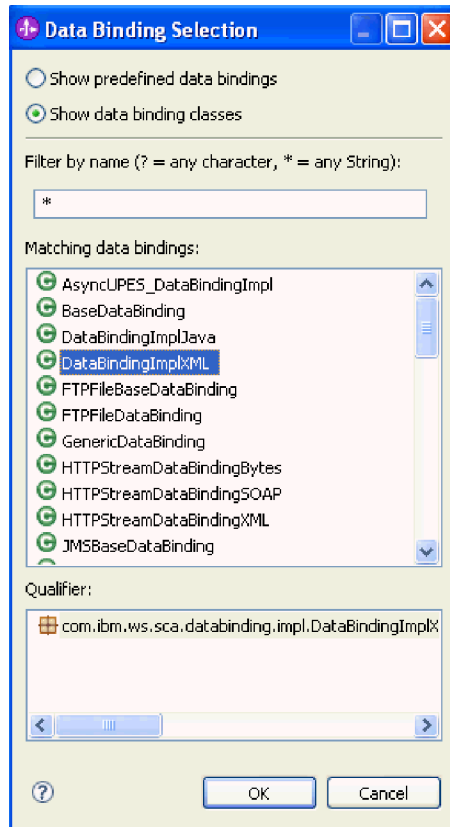 Data Binding Selection
Show predefined data bindings
Show data binding classes
Filter by name (? = any character, * = any String):
*
Matching data bindings:
AsyncUPES_DataBindingImpl
BaseDataBinding
DataBindingImplJava
DataBindingImplXML
FTPFileBaseDataBinding
FTPFileDataBinding
GenericDataBinding
HTTPStreamDataBindingBytes
HTTPStreamDataBindingSOAP
HTTPStreamDataBindingXML
JMSBaseDataBinding
Qualifier:
com.ibm.ws.sca.databinding.impl.DataBindingImplX
OK Cancel